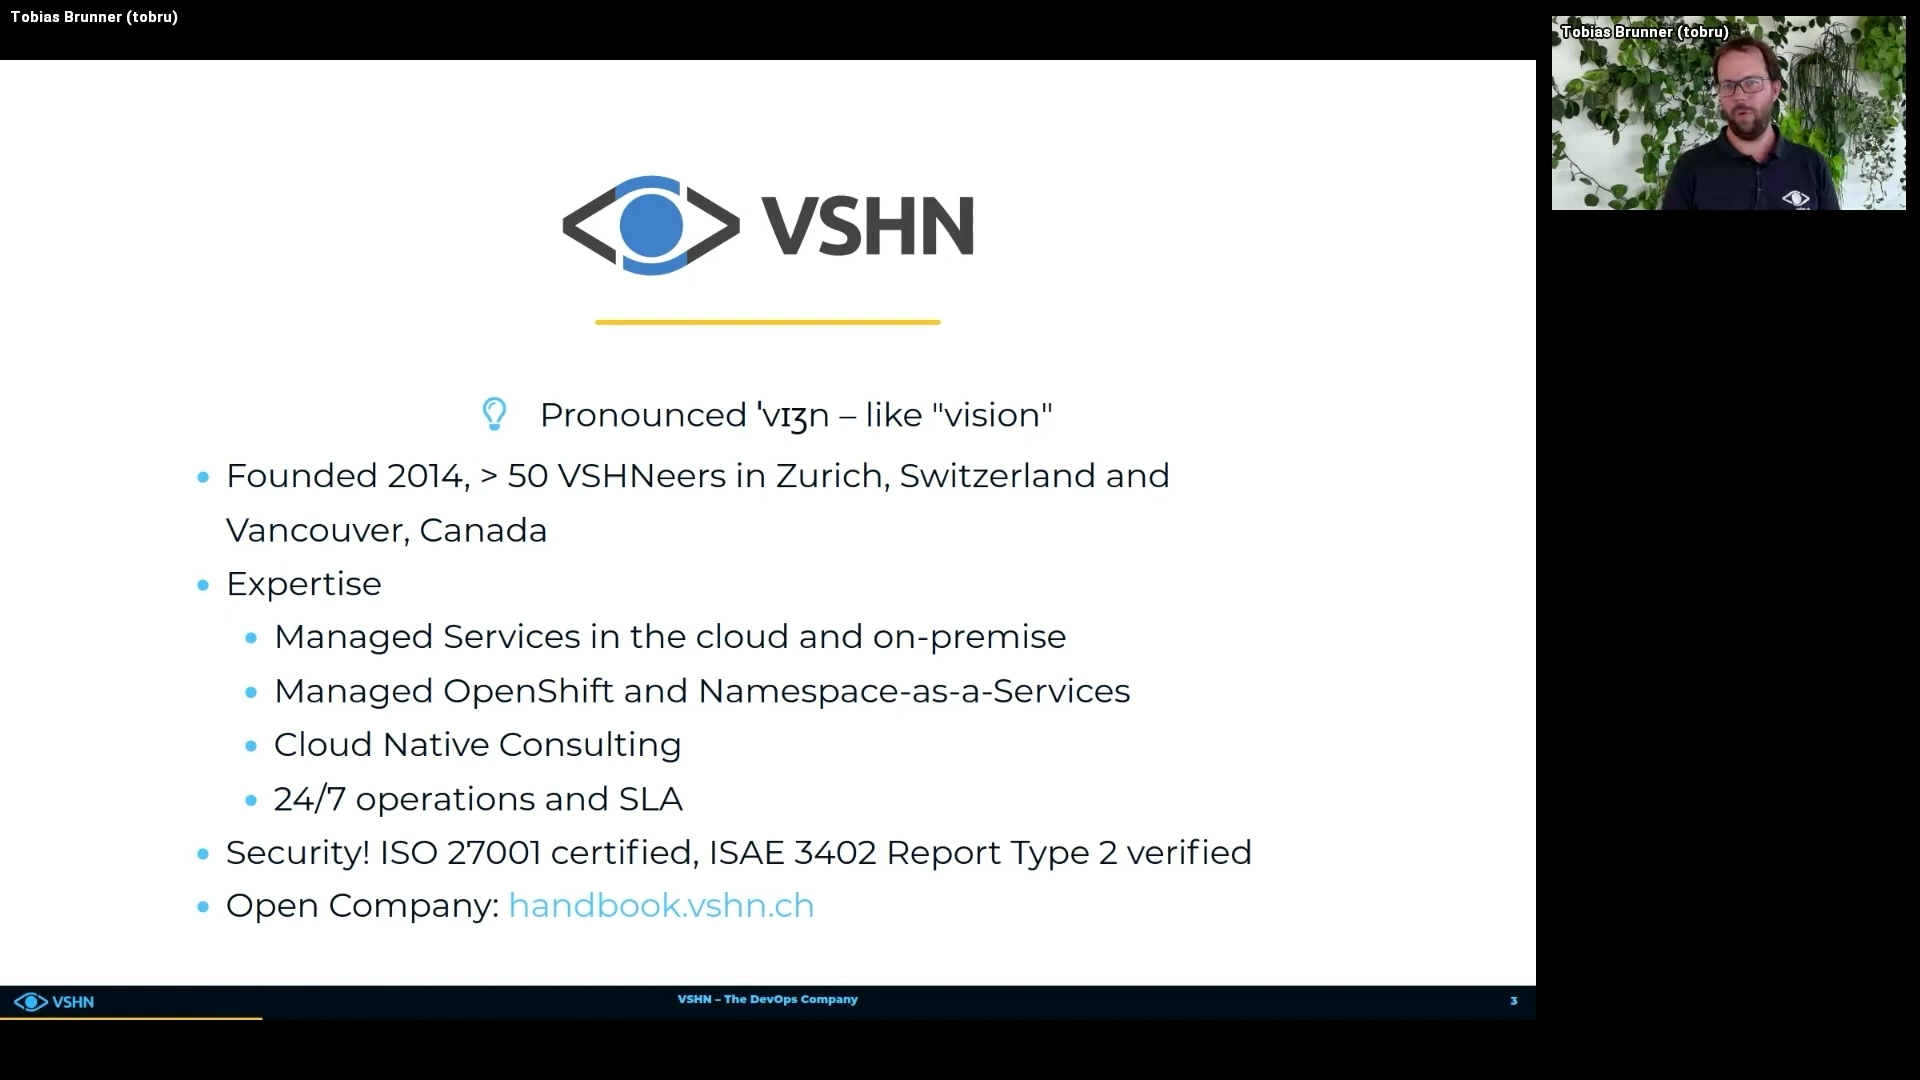 Tobias Brunner (tobru)
Tobias Brunner (tobru)
VSHN
Pronounced 'vɪʒn – like "vision"
Founded 2014, > 50 VSHNeers in Zurich, Switzerland and
Vancouver, Canada
Expertise
Managed Services in the cloud and on-premise
Managed OpenShift and Namespace-as-a-Services
Cloud Native Consulting
24/7 operations and SLA
Security! ISO 27001 certified, ISAE 3402 Report Type 2 verified
Open Company: handbook.vshn.ch
VSHN
VSHN – The DevOps Company
3